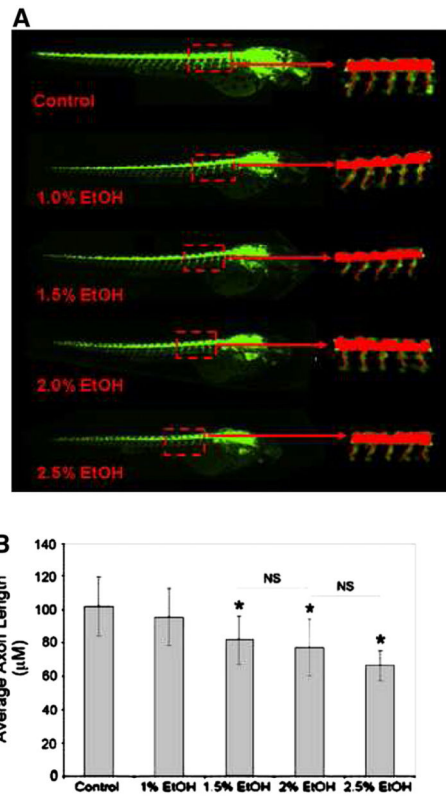 A
Control
1.0% EtOH
1.5% EtOH
2.0% EtOH
2.5% EtOH
B
Average Axon Length
(μM)
140
120
100
80
60
40
20
0
NS
NS
*
*
*
Control 1% EtOH 1.5% EtOH 2% EtOH 2.5% EtOH